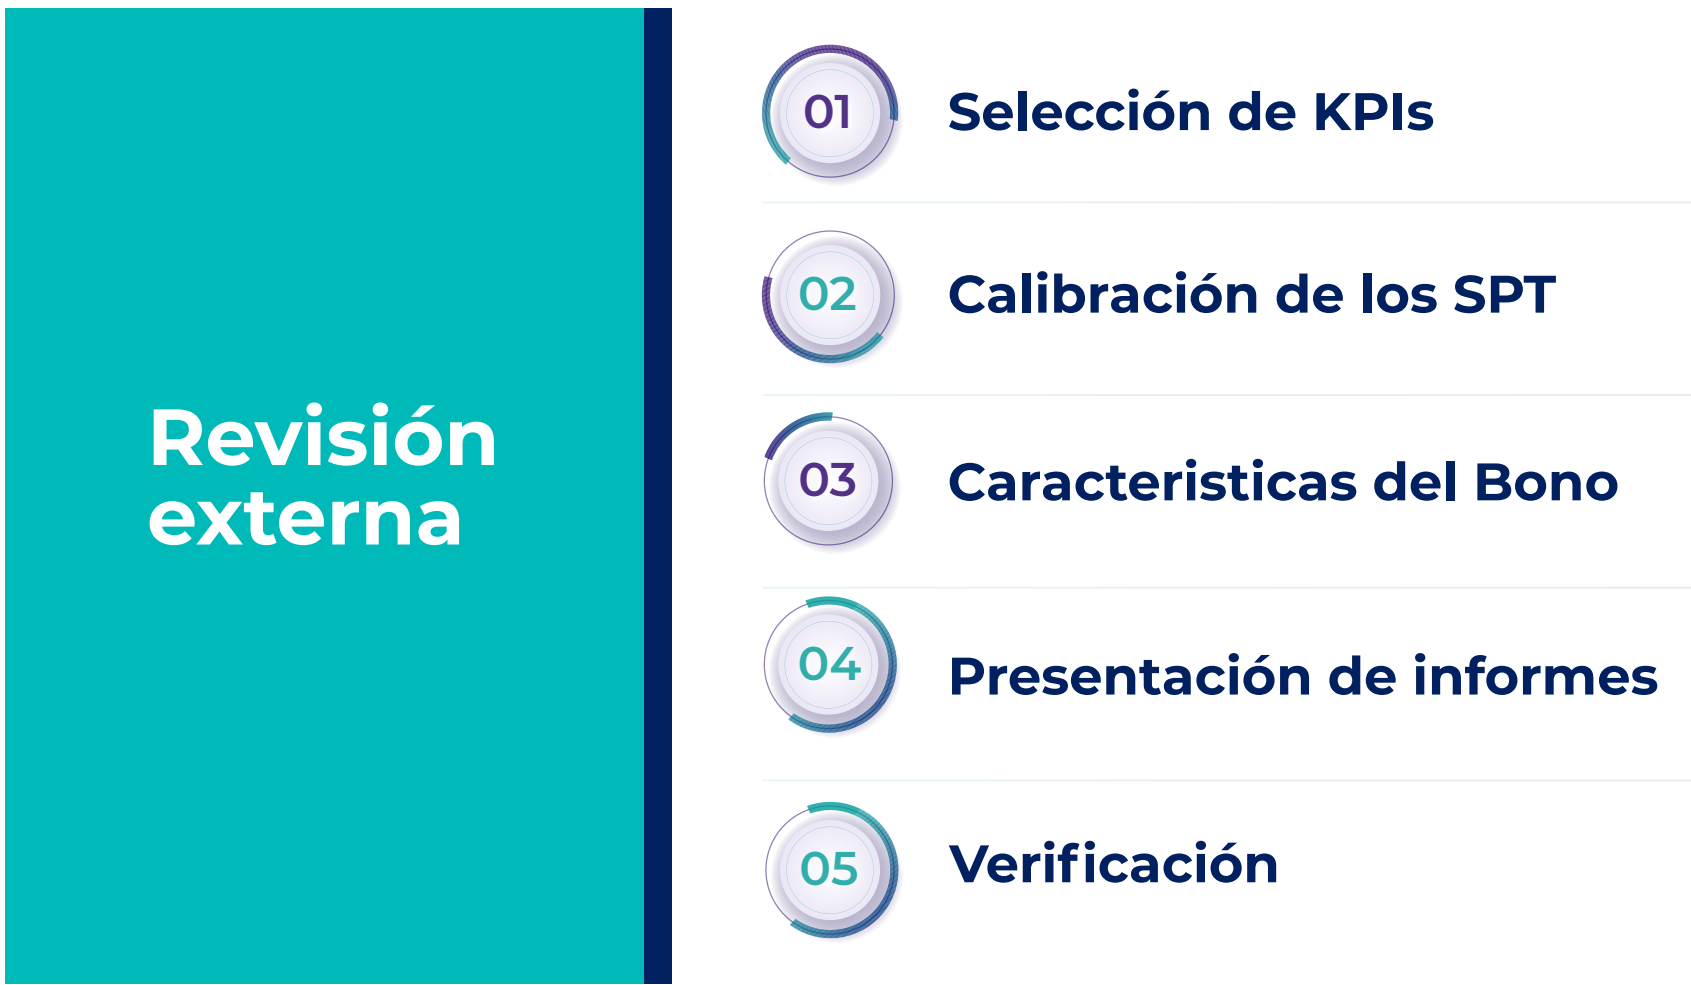 Revisión
externa
01
Selección de KPIs
02
Calibración de los SPT
03
Caracteristicas del Bono
04
Presentación de informes
05
Verificación